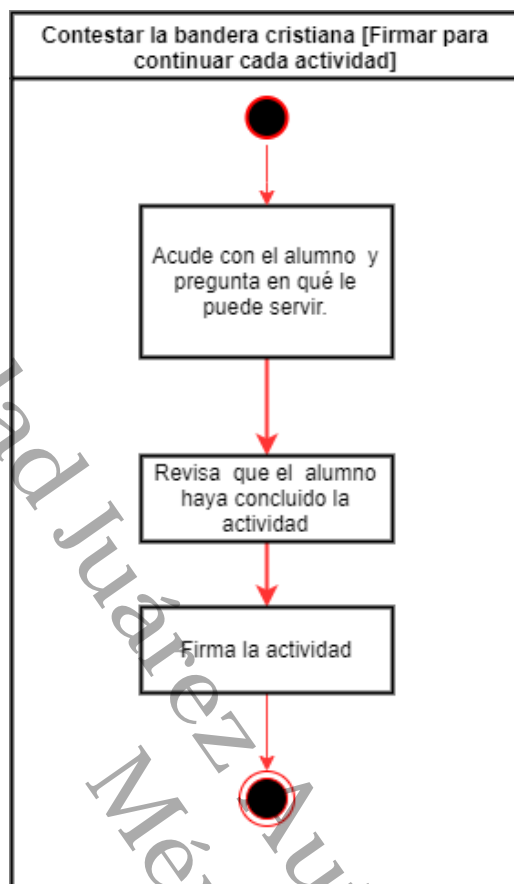 Contestar la bandera cristiana [Firmar para
continuar cada actividad]
Acude con el alumno y
pregunta en qué le
puede servir.
Revisa que el alumno
haya concluido la
actividad
Firma la actividad
Juárez